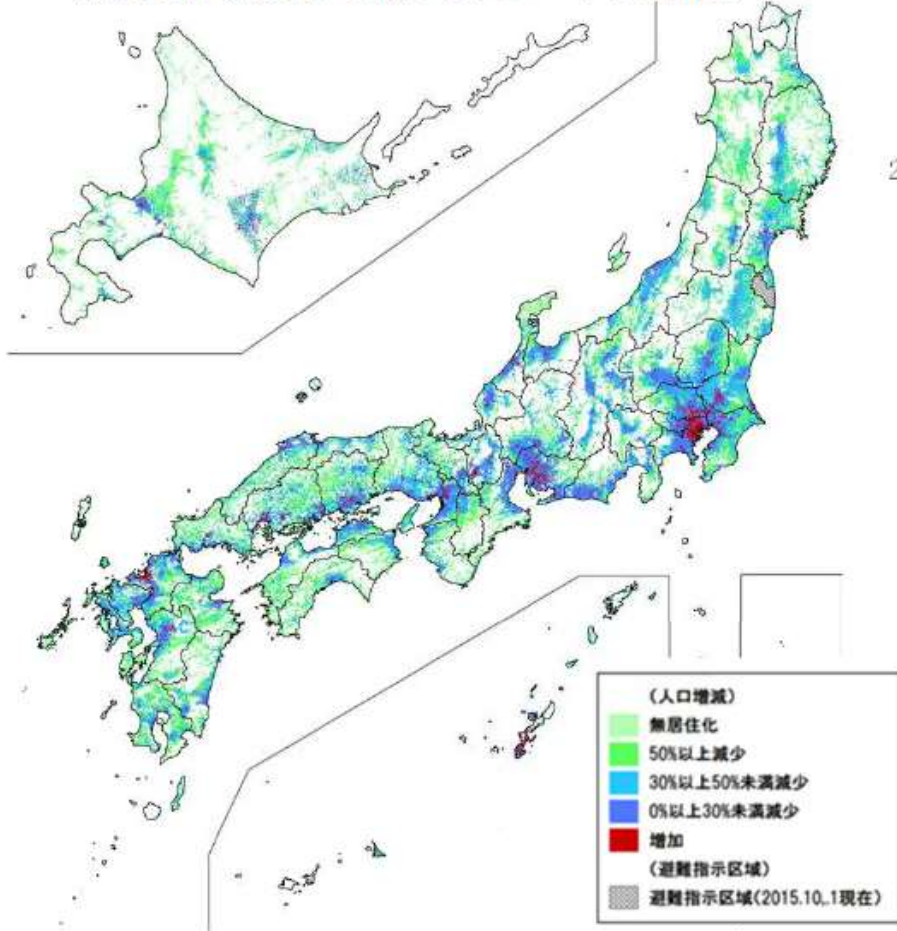 2
(人口増減)
無居住化
50%以上減少
30%以上50%未満減少
0%以上30%未満減少
増加
(避難指示区域)
避難指示区域(2015.10,.1現在)